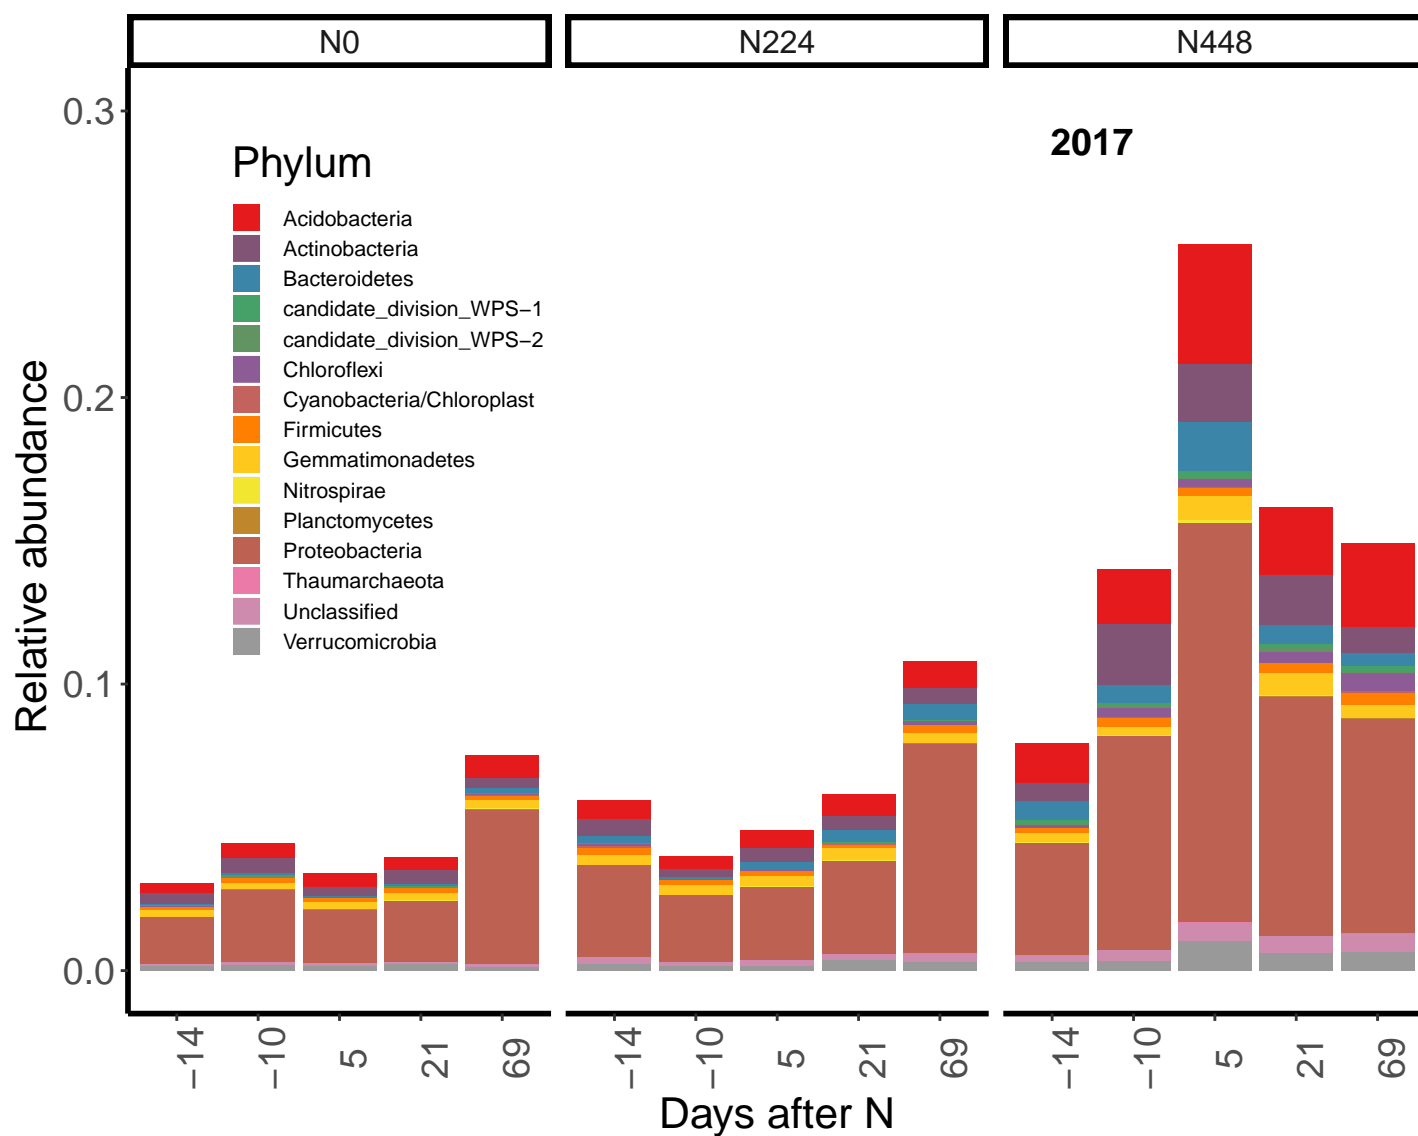 N0 N224 N448
0.3
0.2
0.1
0.0
Relative abundance
2017
Phylum
Acidobacteria
Actinobacteria
Bacteroidetes
candidate_division_WPS−1
candidate_division_WPS−2
Chloroflexi
Cyanobacteria/Chloroplast
Firmicutes
Gemmatimonadetes
Nitrospirae
Planctomycetes
Proteobacteria
Thaumarchaeota
Unclassified
Verrucomicrobia
−14 −10 5 21 69 −14 −10 5 21 69 −14 −10 5 21 69
Days after N